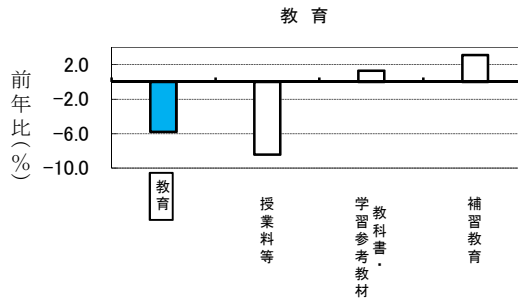 教育
前年比(%)
2.0
-2.0
-6.0
-10.0
教育
授業料等
教科書・
学習参考教材
補習教育